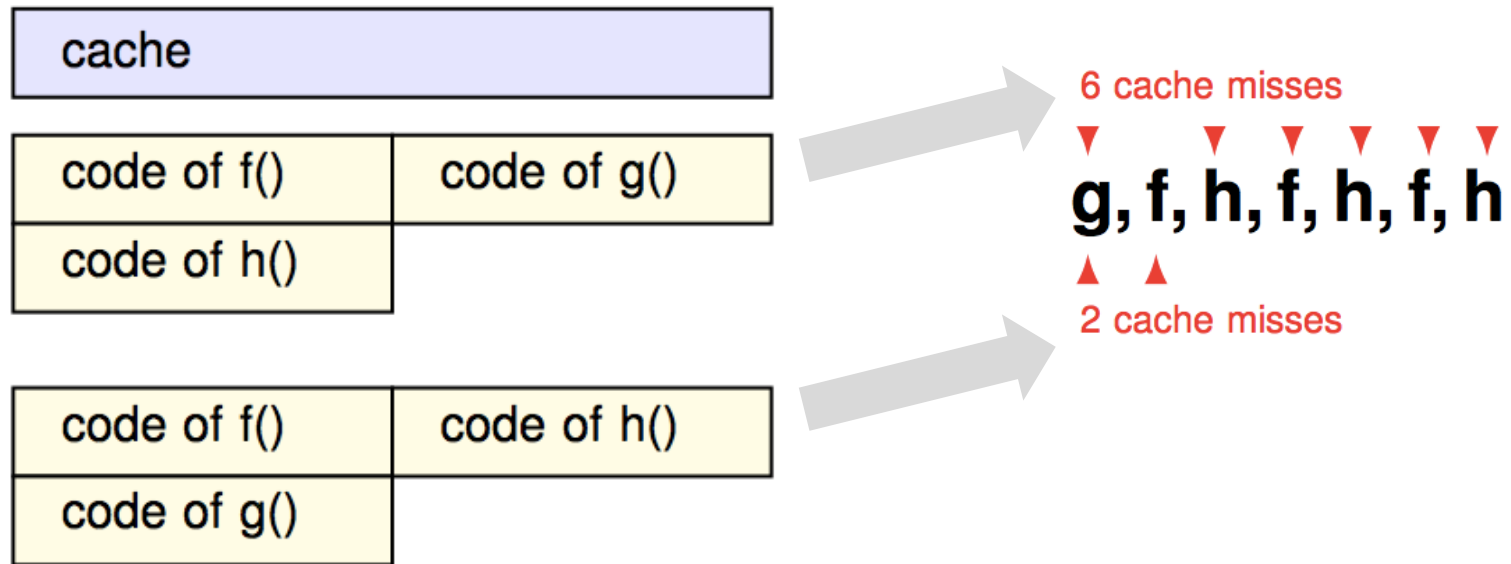 cache
code of f() code of g()
code of h()
code of f() code of h()
code of g()
6 cache misses
g, f, h, f, h, f, h
2 cache misses